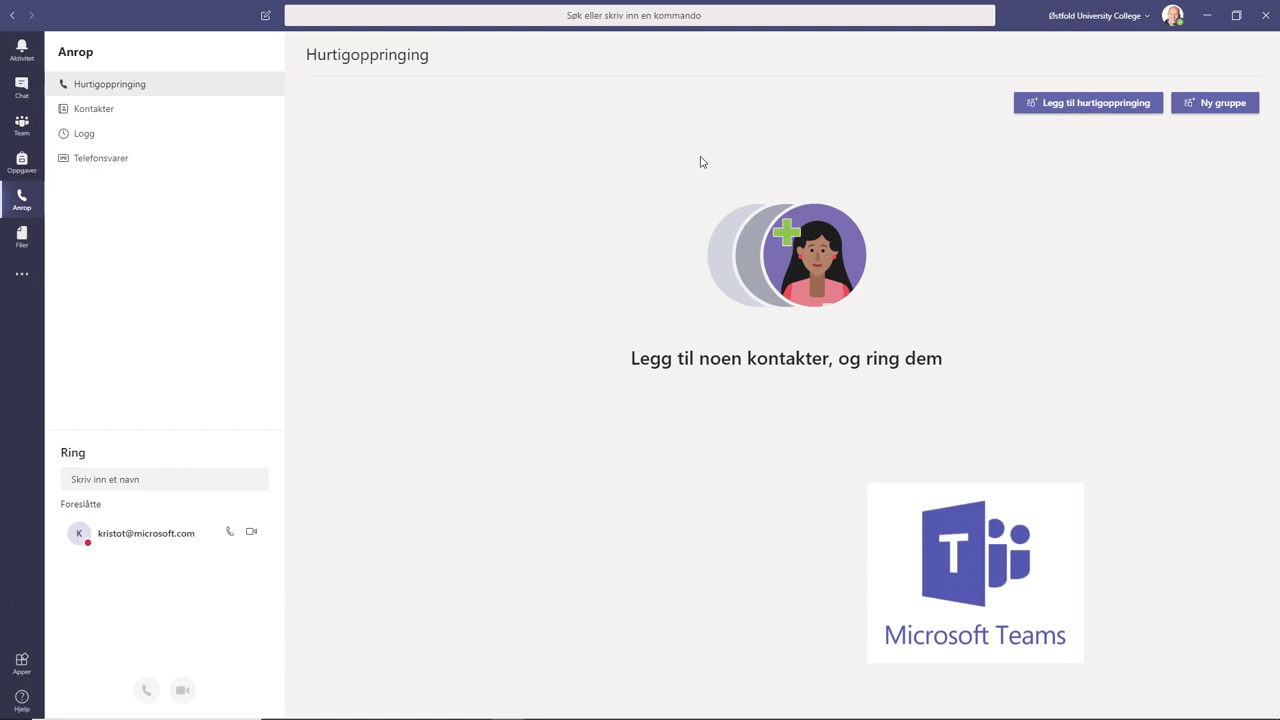 Søk eller skriv inn en kommando
Østfold University College
Aktivitet
Chat
Team
Oppgaver
Anrop
Filer
Apper
Hjelp
Anrop
Hurtigoppringing
Kontakter
Logg
Telefonsvarer
Ring
Skriv inn et navn
Foreslåtte
K
kristot@microsoft.com
Hurtigoppringing
Legg til hurtigoppringing
Ny gruppe
Legg til noen kontakter, og ring dem
T
Microsoft Teams